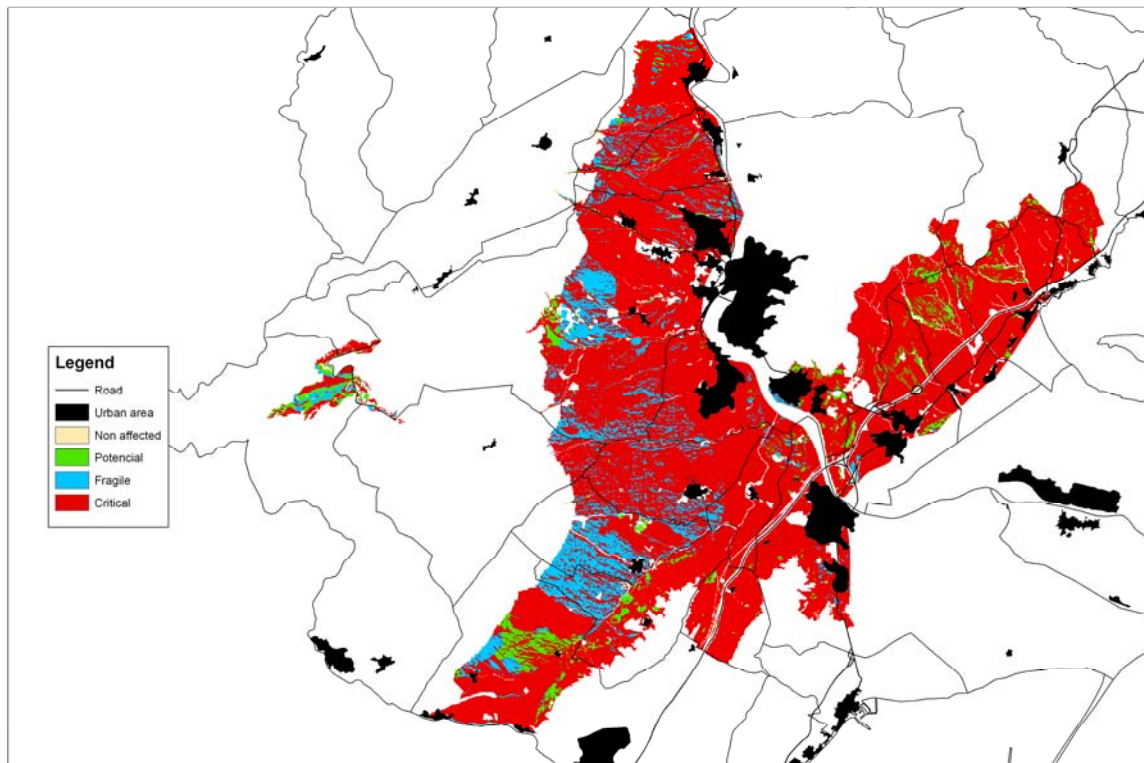 Legend
Road
Urban area
Non affected
Potencial
Fragile
Critical